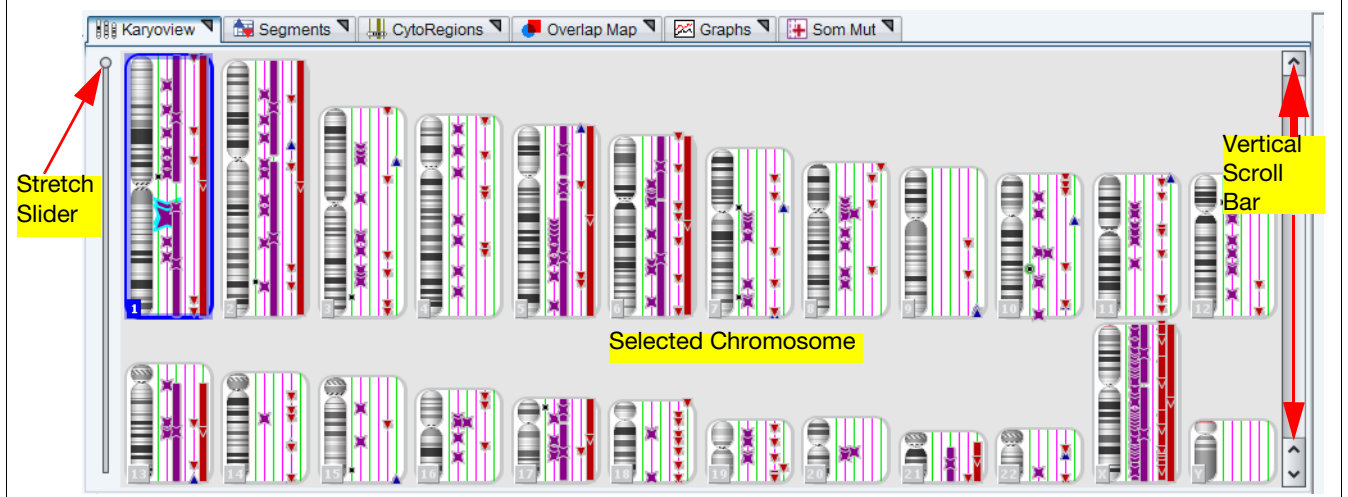 Karyoview
Segments
CytoRegions
Overlap Map
Graphs
Som Mut
Stretch
Slider
Vertical
Scroll
Bar
1
2
3
4
5
6
7
8
9
10
11
12
Selected Chromosome
13
14
15
16
17
18
19
20
21
22
X
Y